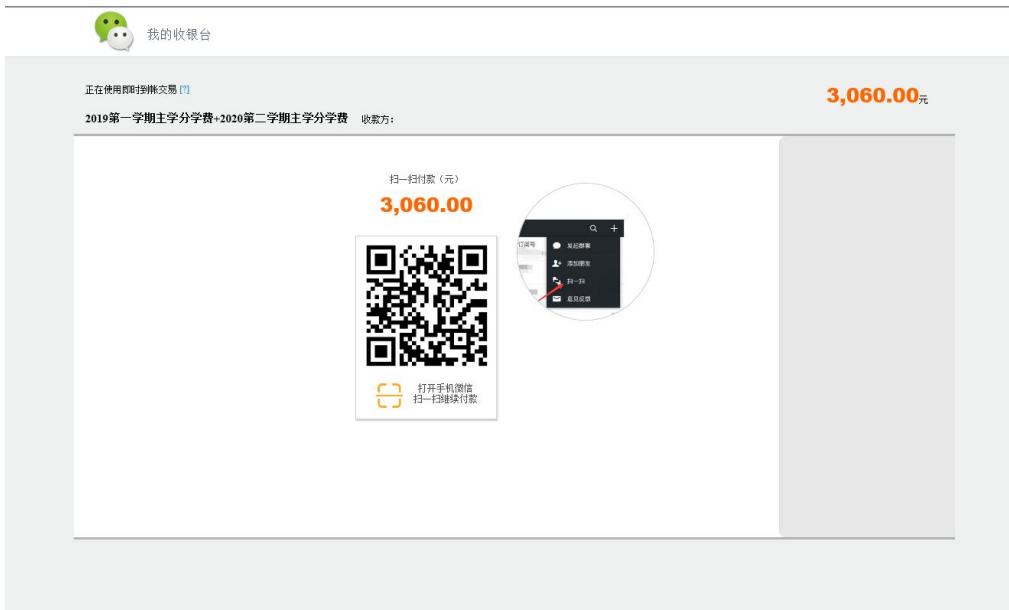 我的收银台
正在使用即时到帐交易 [?]
3,060.00元
2019第一学期主学分学费+2020第二学期主学分学费 收款方：
扫一扫付款（元）
3,060.00
订阅号
发起群聊
添加朋友
扫一扫
意见反馈
打开手机微信
扫一扫继续付款